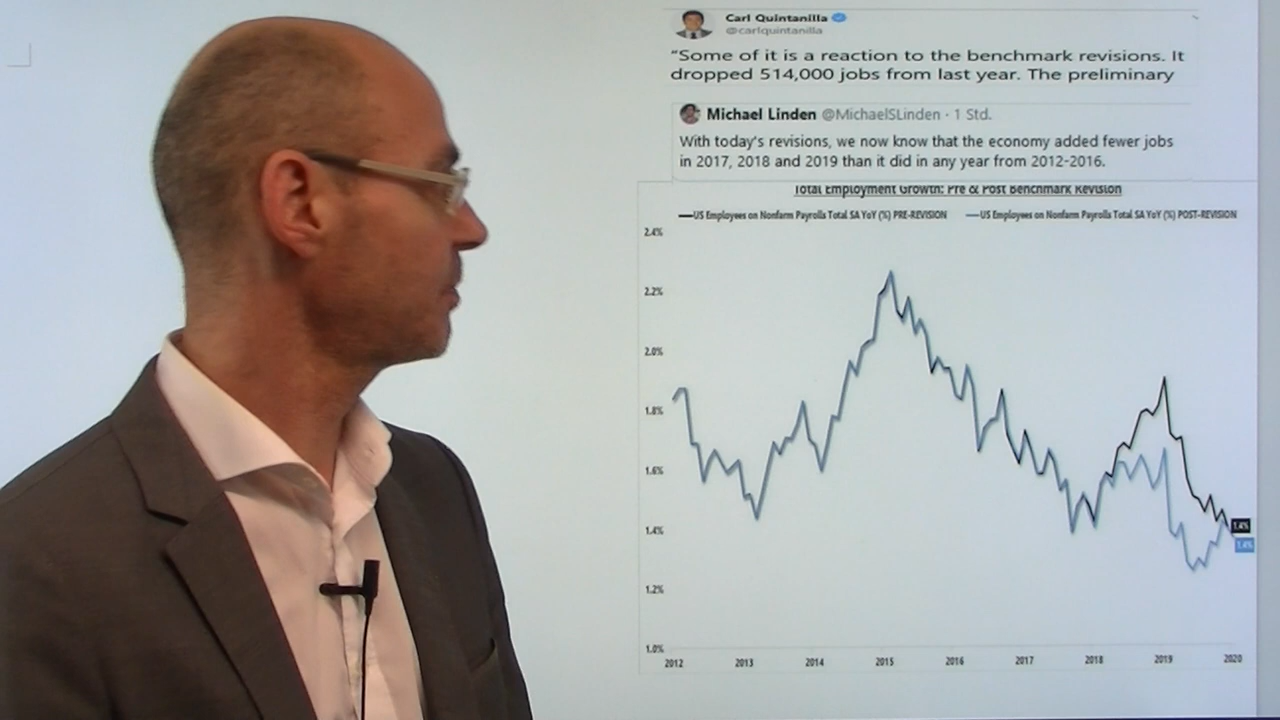 Carl Quintanilla
@carlquintanilla
"Some of it is a reaction to the benchmark revisions. It
dropped 514,000 jobs from last year. The preliminary
Michael Linden @MichaelSLinden · 1 Std.
With today's revisions, we now know that the economy added fewer jobs
in 2017, 2018 and 2019 than it did in any year from 2012-2016.
Total Employment Growth: Pre & Post Benchmark Revision
US Employees on Nonfarm Payrolls Total SA YoY (%) PRE-REVISION
US Employees on Nonfarm Payrolls Total SA YoY (%) POST-REVISION
2.4%
2.2%
2.0%
1.8%
1.6%
1.4%
1.4%
1.4%
1.2%
1.0%
2012 2013 2014 2015 2016 2017 2018 2019 2020